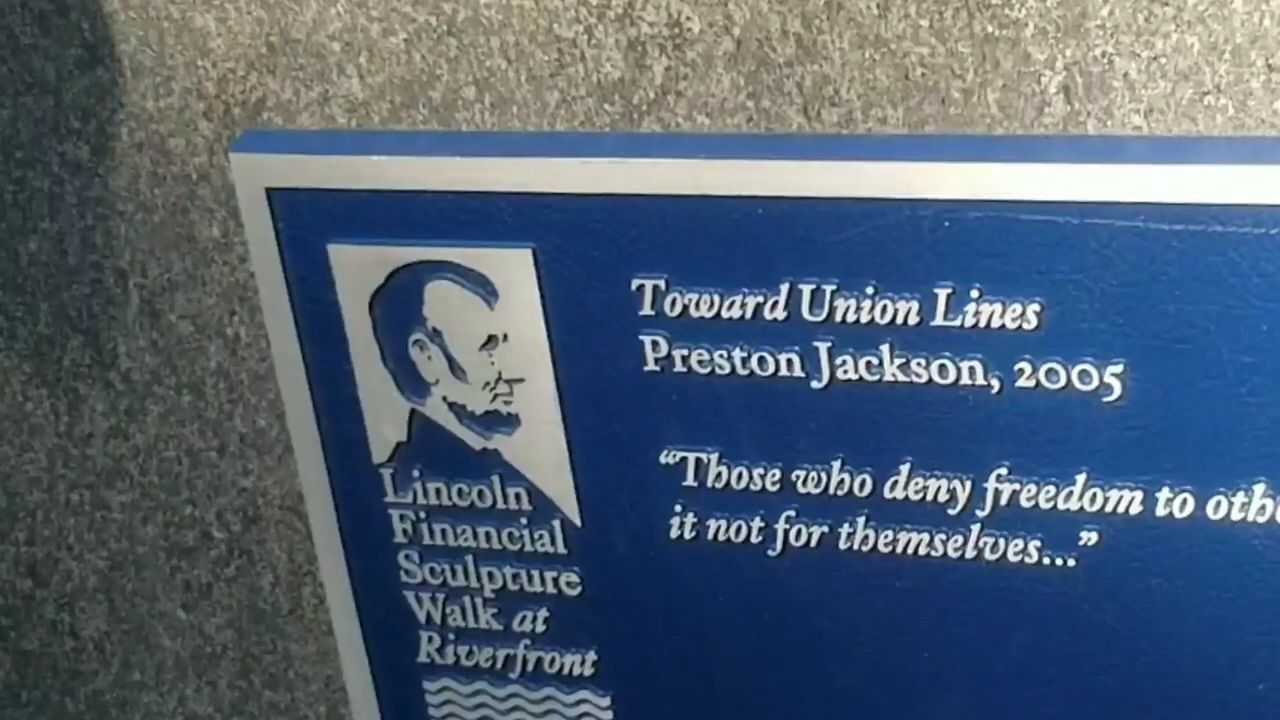 Toward Union Lines
Preston Jackson, 2005
"Those who deny freedom to
it not for themselves..."
Lincoln
Financial
Sculpture
Walk at
Riverfront